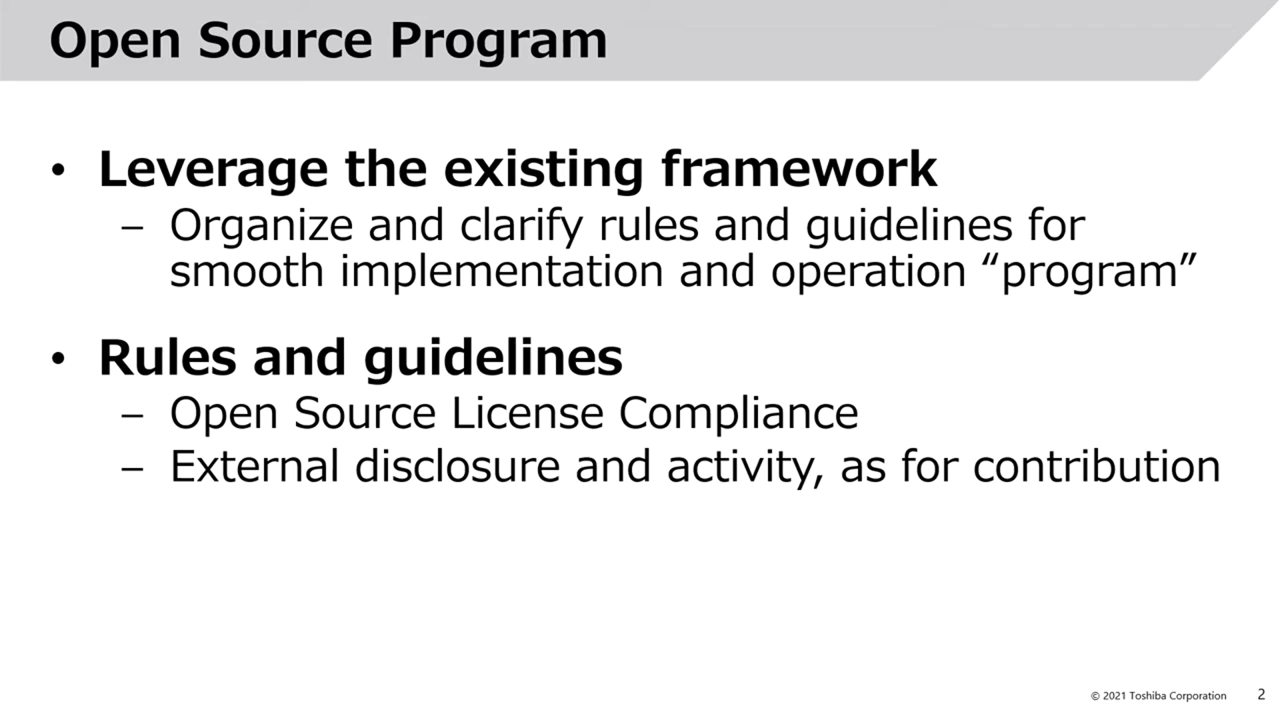 Open Source Program
• Leverage the existing framework
– Organize and clarify rules and guidelines for
smooth implementation and operation “program”
• Rules and guidelines
– Open Source License Compliance
– External disclosure and activity, as for contribution
© 2021 Toshiba Corporation 2